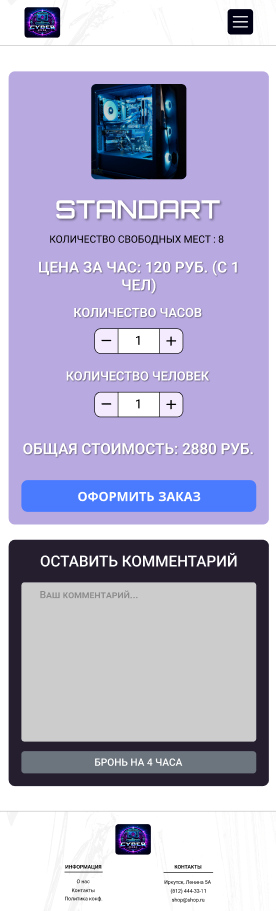 CYBER
STANDART
КОЛИЧЕСТВО СВОБОДНЫХ МЕСТ : 8
ЦЕНА ЗА ЧАС: 120 РУБ. (С 1
ЧЕЛ)
КОЛИЧЕСТВО ЧАСОВ
− 1 +
КОЛИЧЕСТВО ЧЕЛОВЕК
− 1 +
ОБЩАЯ СТОИМОСТЬ: 2880 РУБ.
ОФОРМИТЬ ЗАКАЗ
ОСТАВИТЬ КОММЕНТАРИЙ
ВАШ КОММЕНТАРИЙ...
БРОНЬ НА 4 ЧАСА
CYBER
ИНФОРМАЦИЯ
О нас
Контакты
Политика конф.
КОНТАКТЫ
Иркутск, Ленина 5А
(812) 444-33-11
shop@shop.ru